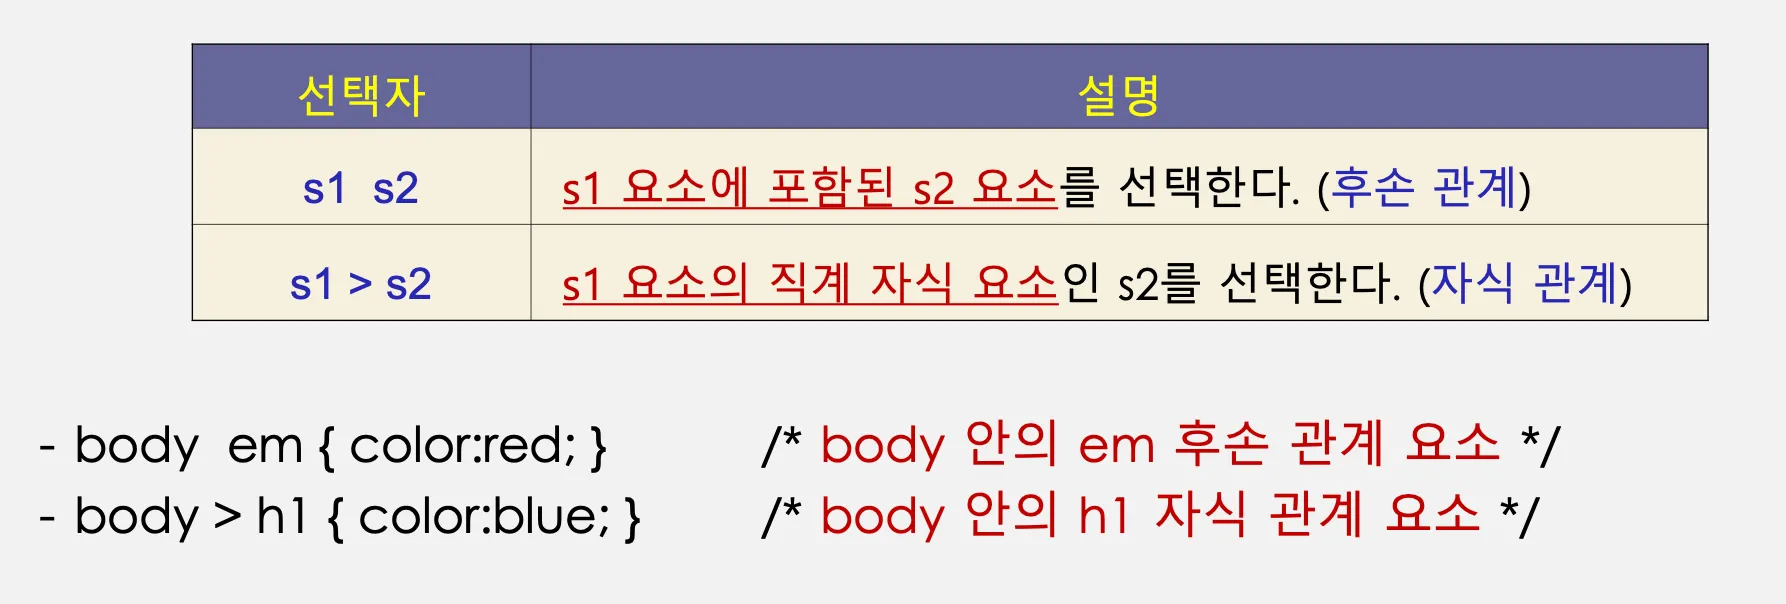 선택자 설명
s1 s2 s1 요소에 포함된 s2 요소를 선택한다. (후손 관계)
s1 > s2 s1 요소의 직계 자식 요소인 s2를 선택한다. (자식 관계)
- body em { color:red; } /* body 안의 em 후손 관계 요소 */
- body > h1 { color:blue; } /* body 안의 h1 자식 관계 요소 */